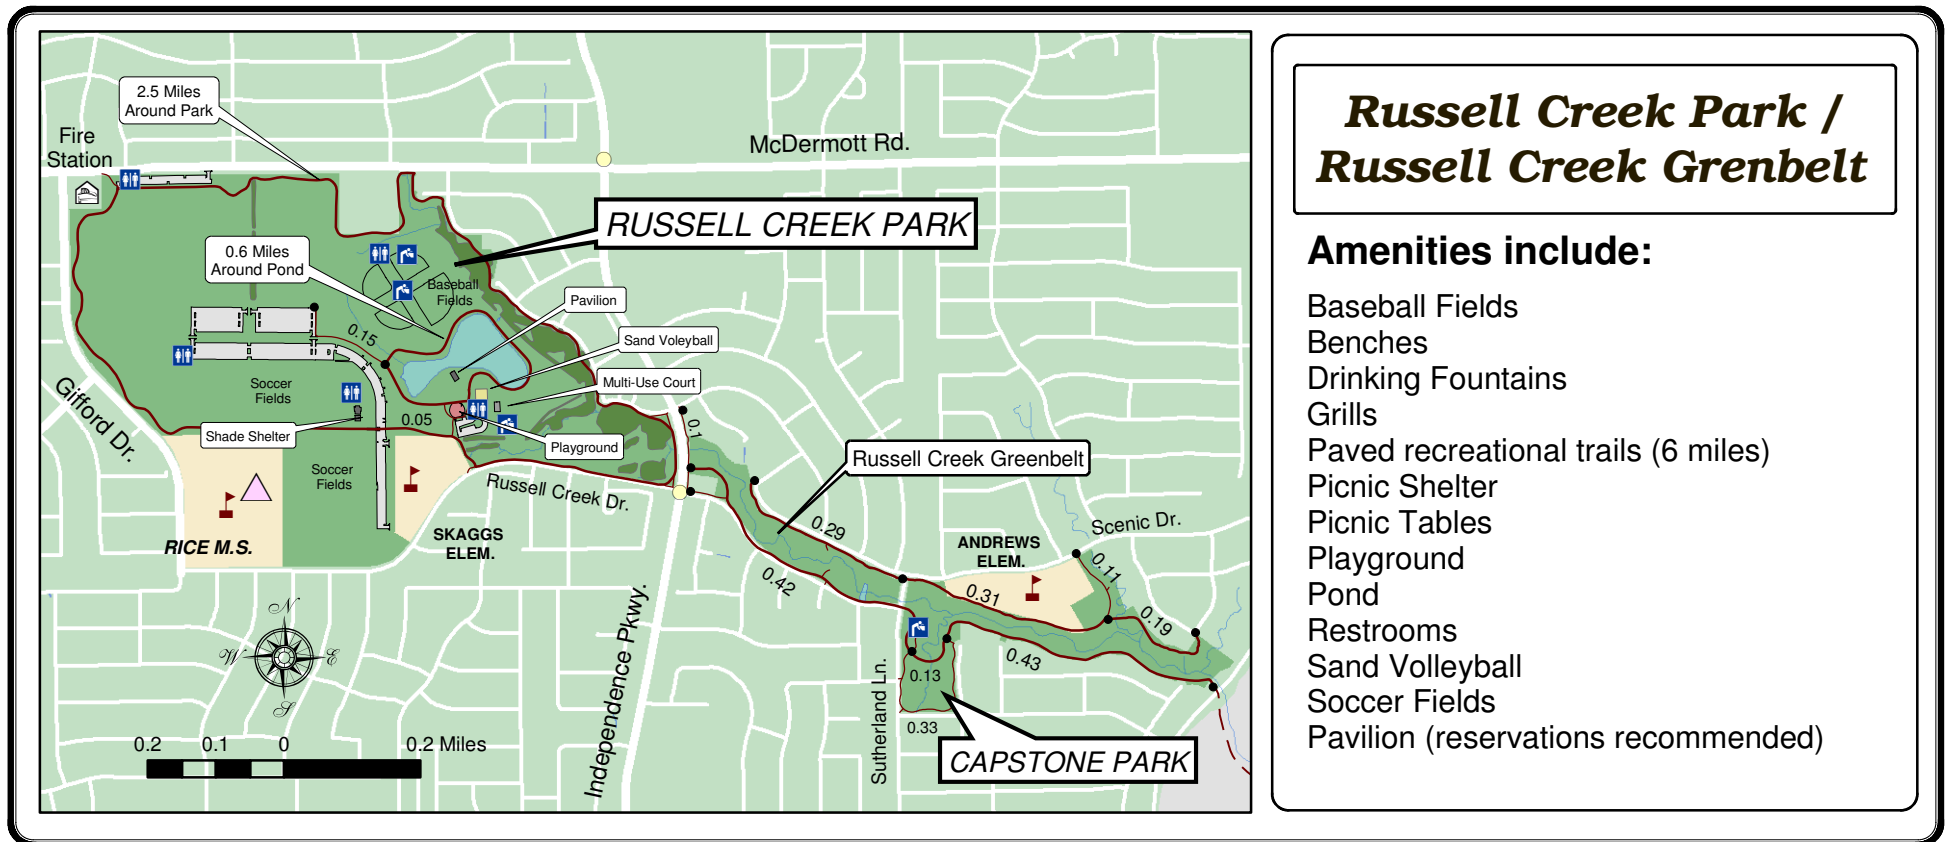 2.5 Miles
Around Park
Fire
Station
McDermott Rd.
RUSSELL CREEK PARK
0.6 Miles
Around Pond
Baseball
Fields
Pavilion
0.15
Sand Voleyball
Multi-Use Court
Soccer
Fields
Gifford Dr.
0.05
0.1
Shade Shelter
Playground
Russell Creek Greenbelt
Soccer
Fields
Russell Creek Dr.
RICE M.S.
SKAGGS
ELEM.
0.29
Scenic Dr.
ANDREWS
ELEM.
0.11
0.42
0.31
0.19
N
W
E
S
Independence Pkwy.
0.43
0.13
Sutherland Ln.
0.33
CAPSTONE PARK
0.2 0.1 0 0.2 Miles
Russell Creek Park /
Russell Creek Grenbelt
Amenities include:
Baseball Fields
Benches
Drinking Fountains
Grills
Paved recreational trails (6 miles)
Picnic Shelter
Picnic Tables
Playground
Pond
Restrooms
Sand Volleyball
Soccer Fields
Pavilion (reservations recommended)